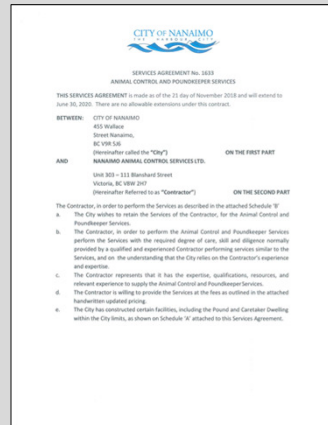 CITY OF NANAIMO
THE HARBOUR CITY
SERVICES AGREEMENT No. 1633
ANIMAL CONTROL AND POUNDKEEPER SERVICES
THIS SERVICES AGREEMENT is made as of the 21 day of November 2018 and will extend to
June 30, 2020. There are no allowable extensions under this contract.
BETWEEN: CITY OF NANAIMO
455 Wallace
Street Nanaimo,
BC V9R 5J6
(Hereinafter called the "City") ON THE FIRST PART
AND NANAIMO ANIMAL CONTROL SERVICES LTD.
Unit 303 – 111 Blanshard Street
Victoria, BC V8W 2H7
(Hereinafter Referred to as "Contractor") ON THE SECOND PART
The Contractor, in order to perform the Services as described in the attached Schedule 'B'
a. The City wishes to retain the Services of the Contractor, for the Animal Control and
Poundkeeper Services.
b. The Contractor, in order to perform the Animal Control and Poundkeeper Services
perform the Services with the required degree of care, skill and diligence normally
provided by a qualified and experienced Contractor performing services similar to the
Services, and on the understanding that the City relies on the Contractor's experience
and expertise.
c. The Contractor represents that it has the expertise, qualifications, resources, and
relevant experience to supply the Animal Control and Poundkeeper Services.
d. The Contractor is willing to provide the Services at the fees as outlined in the attached
handwritten updated pricing.
e. The City has constructed certain facilities, including the Pound and Caretaker Dwelling
within the City limits, as shown on Schedule 'A' attached to this Services Agreement.